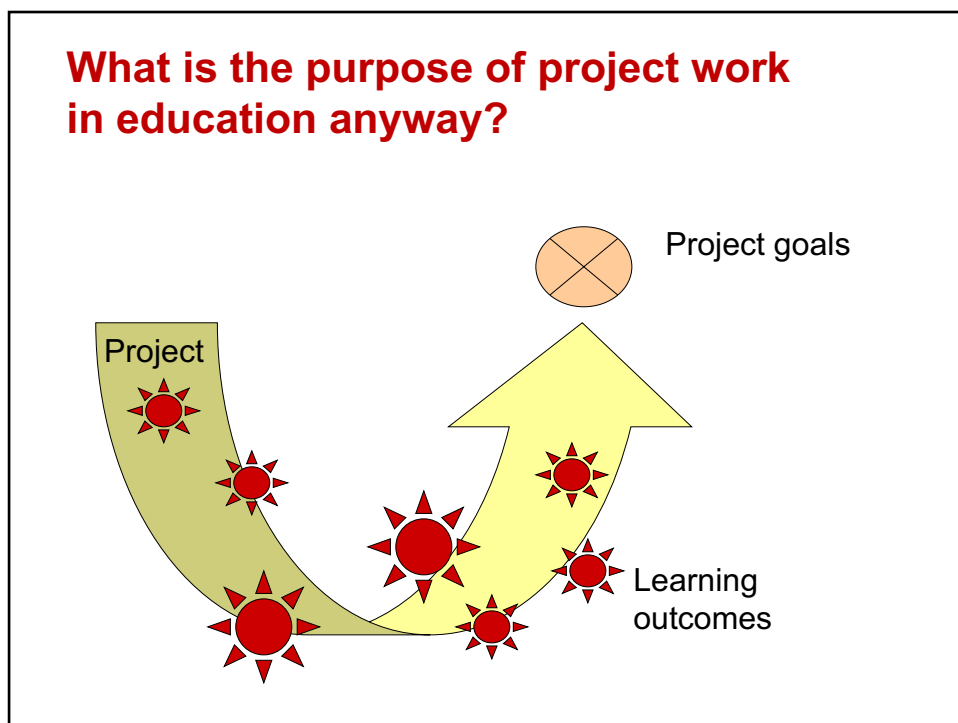 What is the purpose of project work
in education anyway?
Project goals
Project
Learning
outcomes